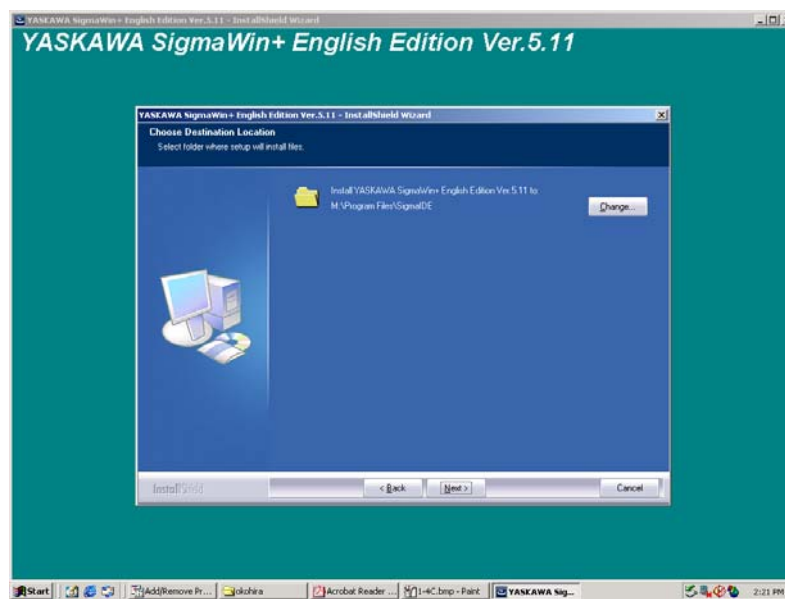 YASKAWA SigmaWin+ English Edition Ver.5.11 - InstallShield Wizard
YASKAWA SigmaWin+ English Edition Ver.5.11
YASKAWA SigmaWin+ English Edition Ver.5.11 - InstallShield Wizard
Choose Destination Location
Select folder where setup will install files.
Install YASKAWA SigmaWin+ English Edition Ver.5.11 to:
M:\Program Files\SigmaIDE
Change...
InstallShield
< Back
Next >
Cancel
Start
Add/Remove Pr...
okohira
Acrobat Reader ...
1-4C.bmp - Paint
YASKAWA Sig...
2:21 PM